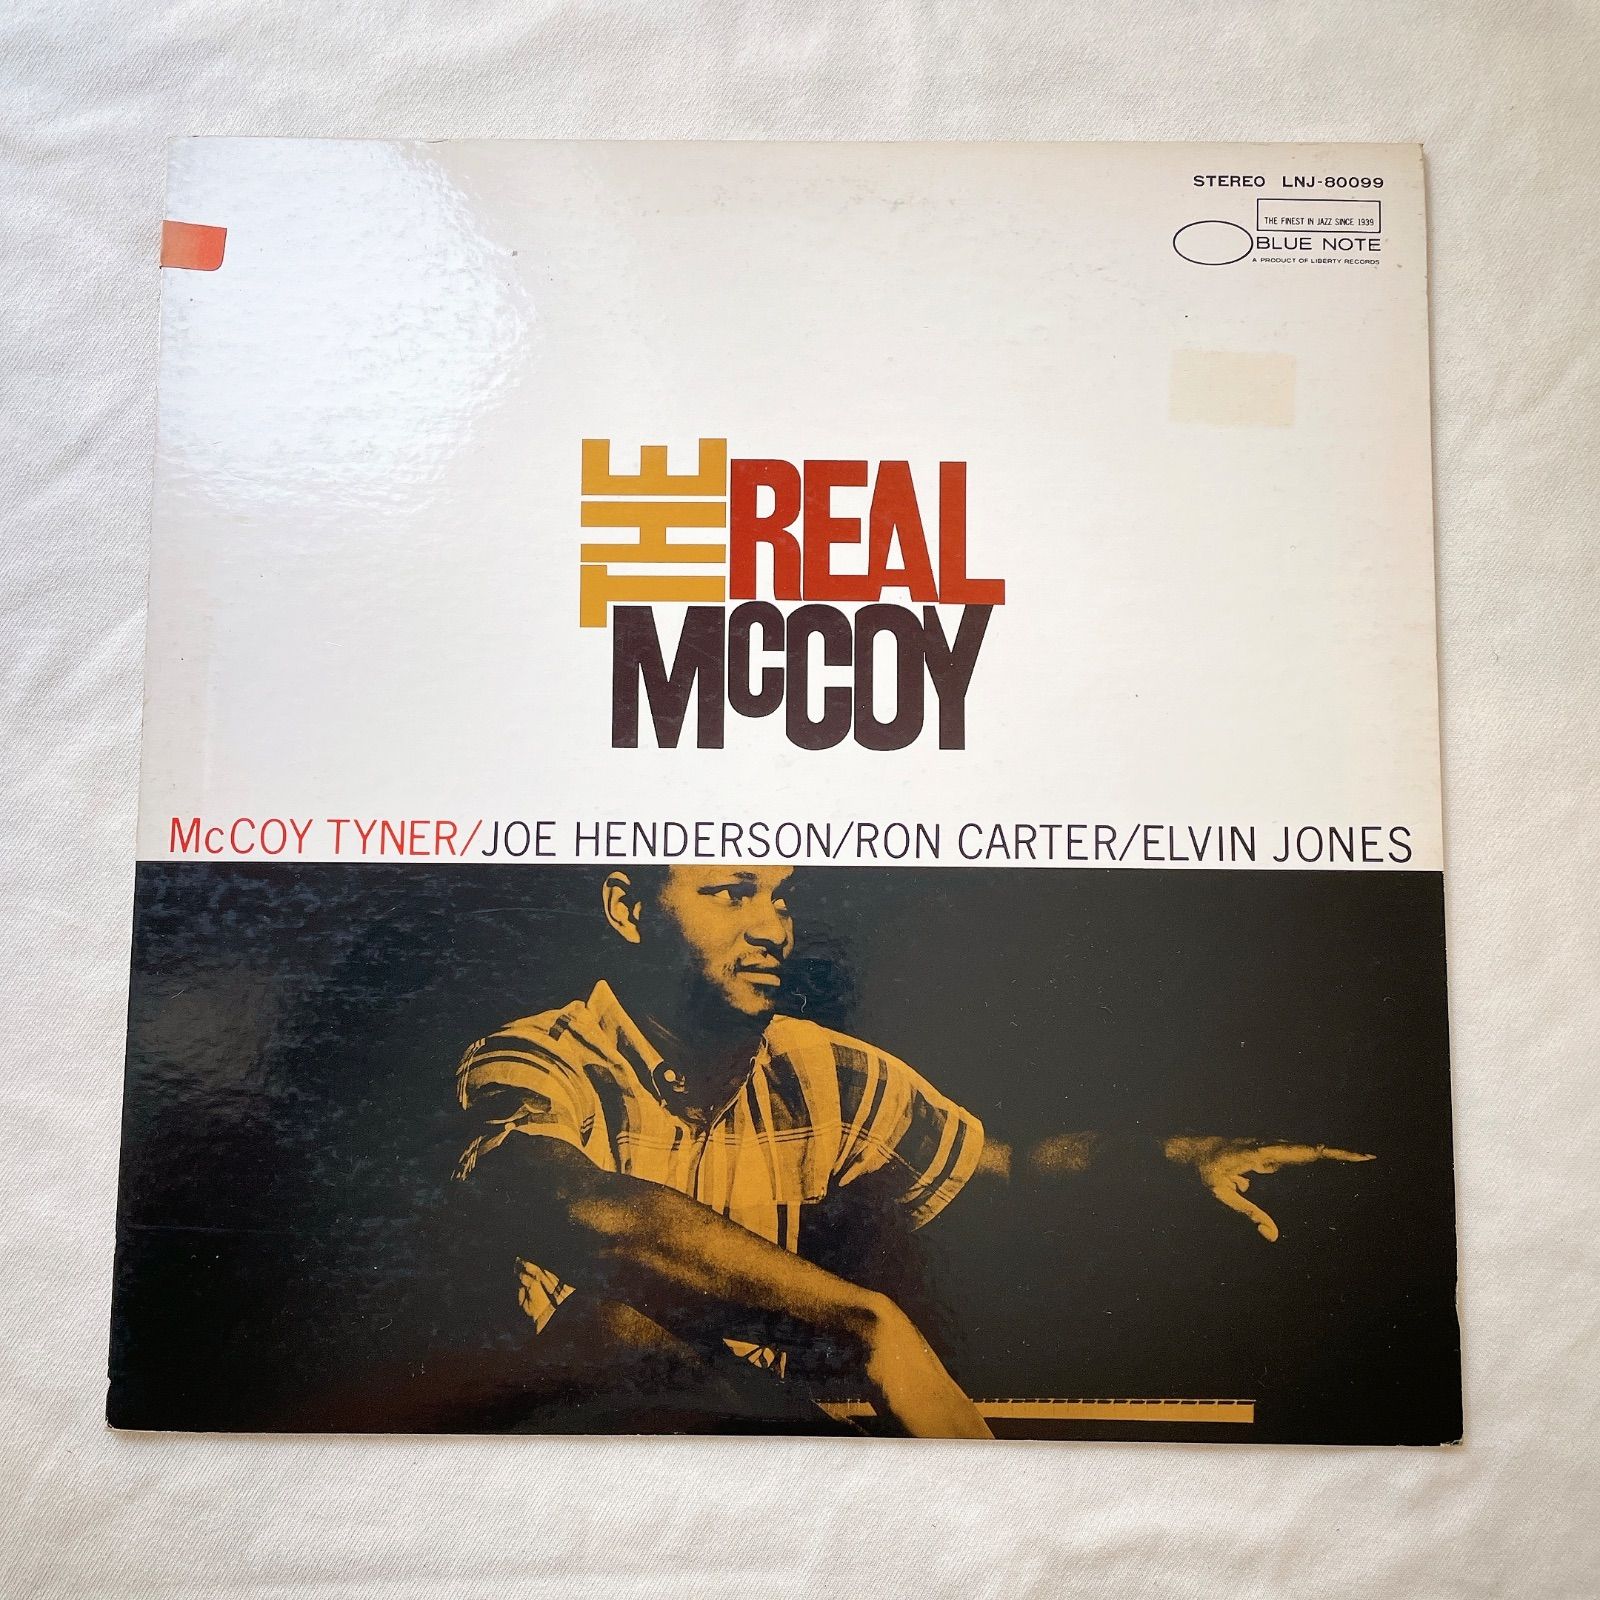 STEREO LNJ-80099
THE FINEST IN JAZZ SINCE 1939
BLUE NOTE
A PRODUCT OF LIBERTY RECORDS
THE REAL
McCOY
McCOY TYNER/JOE HENDERSON/RON CARTER/ELVIN JONES